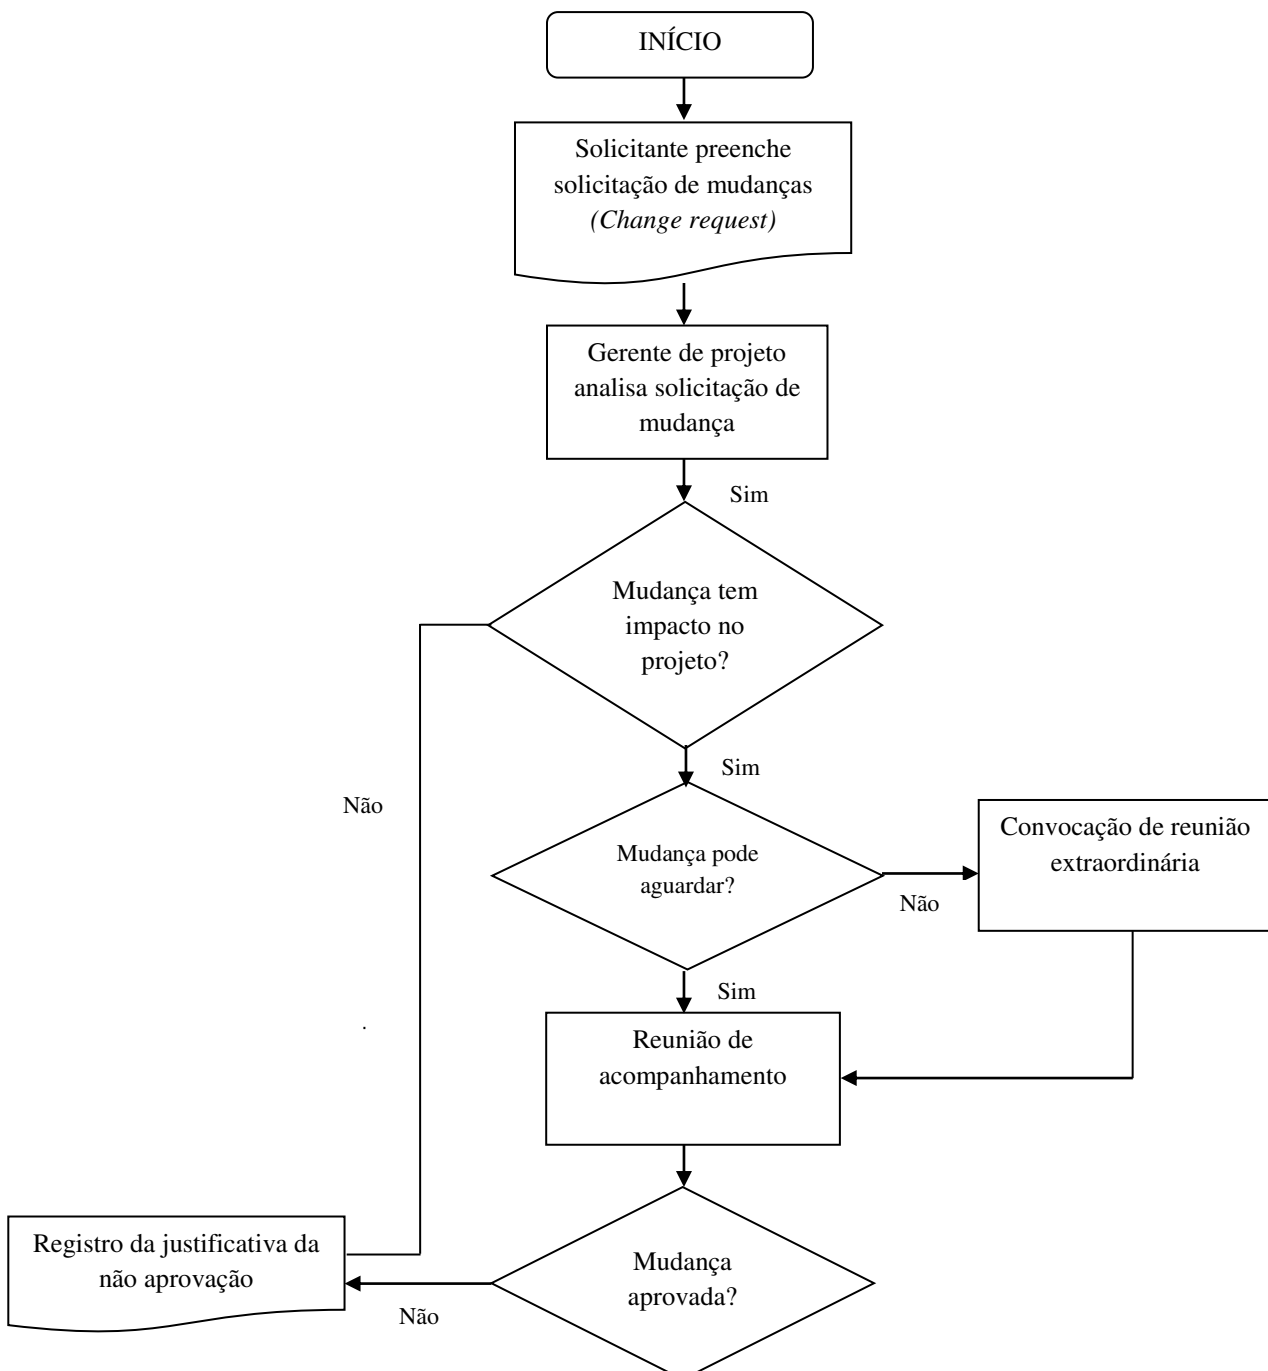 INÍCIO
Solicitante preenche
solicitação de mudanças
(Change request)
Gerente de projeto
analisa solicitação de
mudança
Sim
Mudança tem
impacto no
projeto?
Sim
Não
Mudança pode
aguardar?
Não
Convocação de reunião
extraordinária
Sim
Reunião de
acompanhamento
.
Registro da justificativa da
não aprovação
Não
Mudança
aprovada?